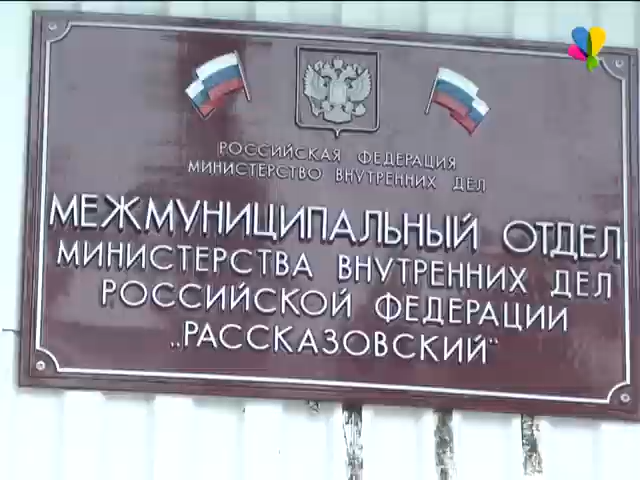 РОССИЙСКАЯ ФЕДЕРАЦИЯ
МИНИСТЕРСТВО ВНУТРЕННИХ ДЕЛ
МЕЖМУНИЦИПАЛЬНЫЙ ОТДЕЛ
МИНИСТЕРСТВА ВНУТРЕННИХ ДЕЛ
РОССИЙСКОЙ ФЕДЕРАЦИИ
„РАССКАЗОВСКИЙ“